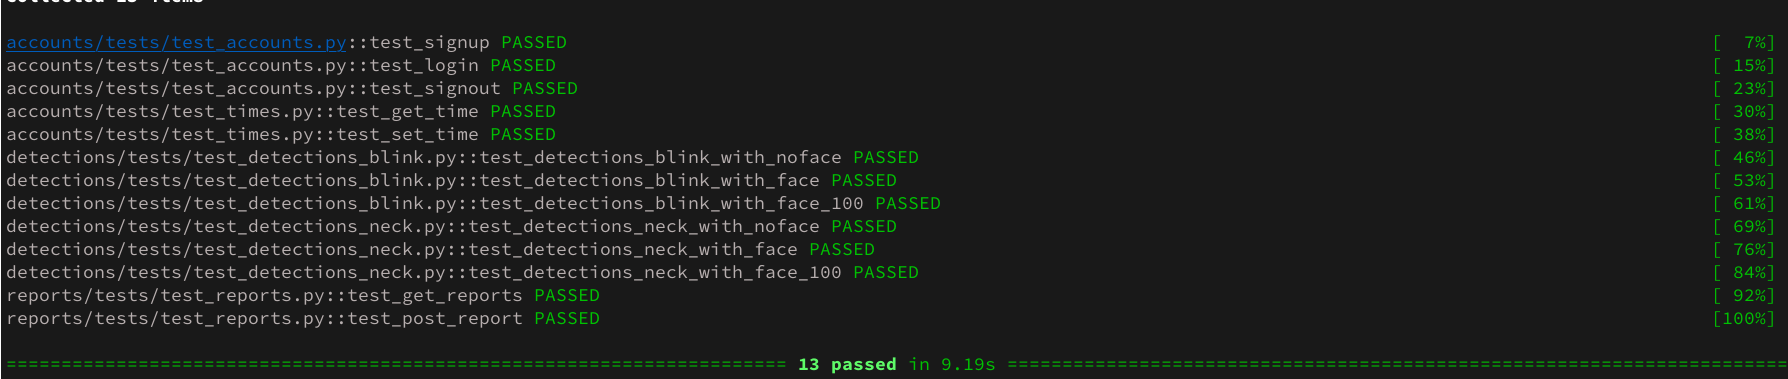 collected 13 items
accounts/tests/test_accounts.py::test_signup PASSED [  7%]
accounts/tests/test_accounts.py::test_login PASSED [ 15%]
accounts/tests/test_accounts.py::test_signout PASSED [ 23%]
accounts/tests/test_times.py::test_get_time PASSED [ 30%]
accounts/tests/test_times.py::test_set_time PASSED [ 38%]
detections/tests/test_detections_blink.py::test_detections_blink_with_noface PASSED [ 46%]
detections/tests/test_detections_blink.py::test_detections_blink_with_face PASSED [ 53%]
detections/tests/test_detections_blink.py::test_detections_blink_with_face_100 PASSED [ 61%]
detections/tests/test_detections_neck.py::test_detections_neck_with_noface PASSED [ 69%]
detections/tests/test_detections_neck.py::test_detections_neck_with_face PASSED [ 76%]
detections/tests/test_detections_neck.py::test_detections_neck_with_face_100 PASSED [ 84%]
reports/tests/test_reports.py::test_get_reports PASSED [ 92%]
reports/tests/test_reports.py::test_post_report PASSED [100%]
======================================================================= 13 passed in 9.19s =======================================================================